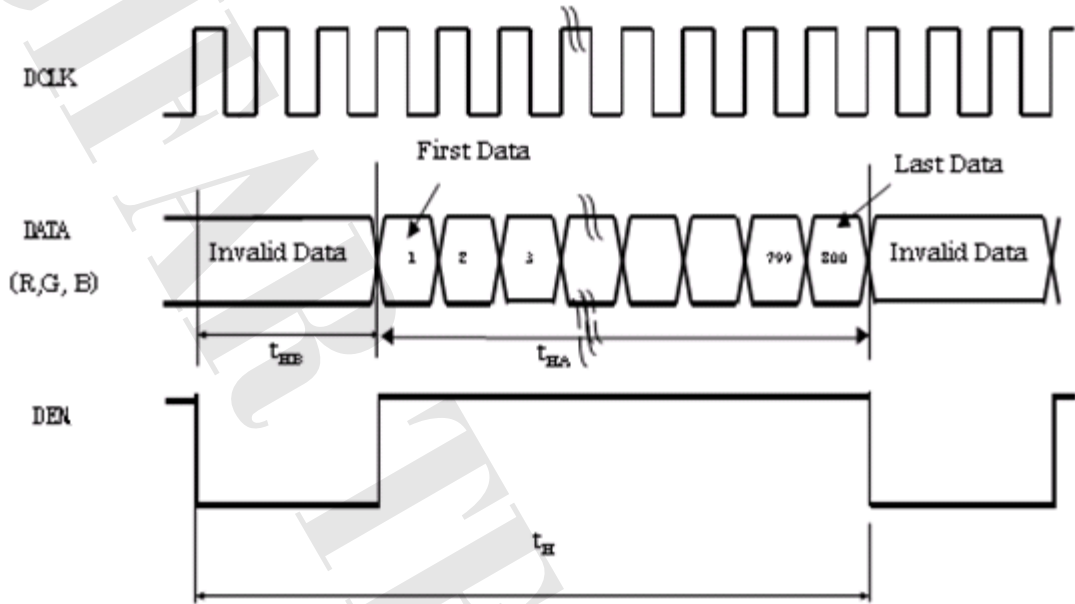 DCLK
First Data
Last Data
DATA
(R,G, B)
Invalid Data
1
2
3
799
800
Invalid Data
tHB
tHA
DEN
tH